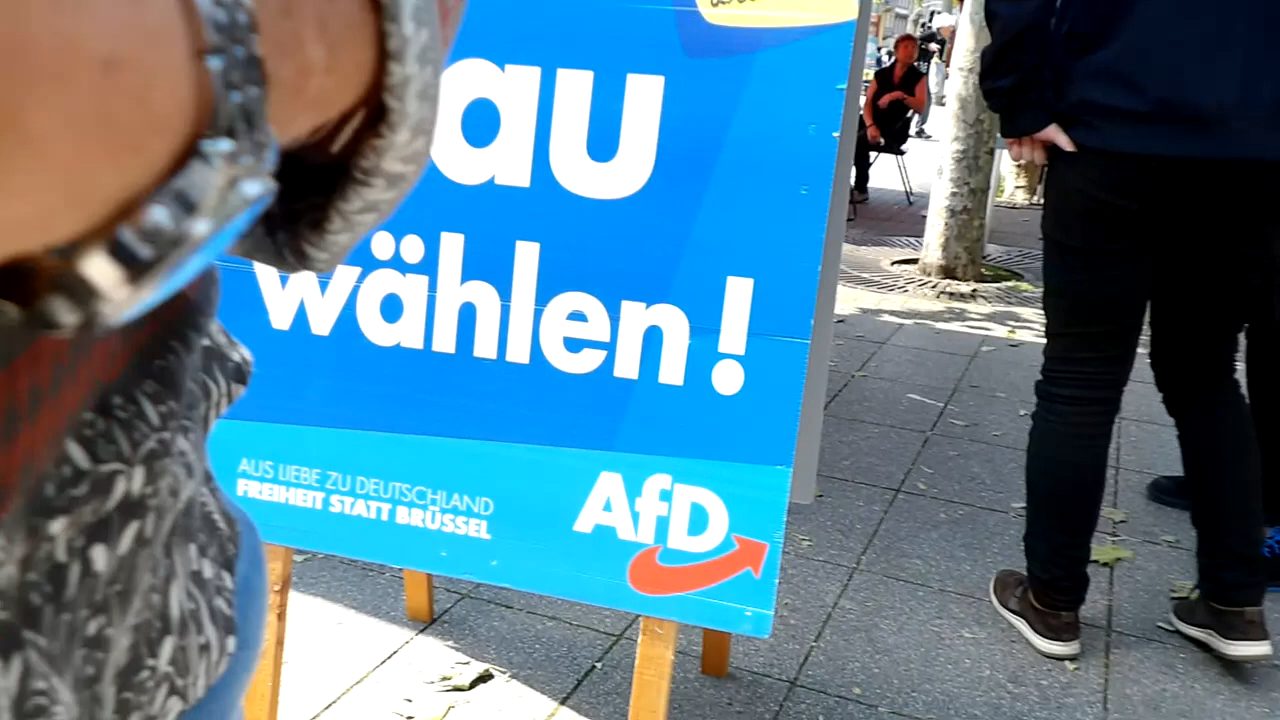 au
wählen!
AUS LIEBE ZU DEUTSCHLAND
FREIHEIT STATT BRÜSSEL
AfD